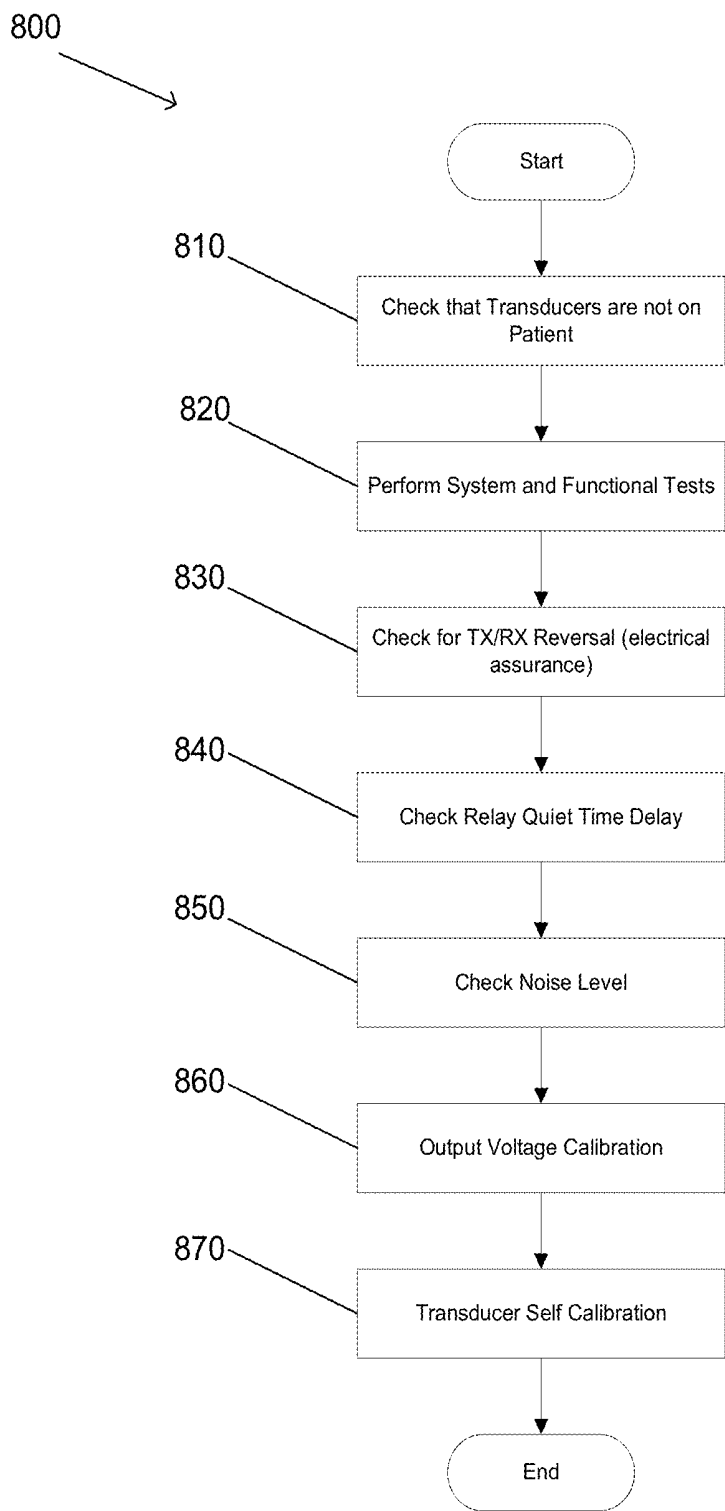 800
Start
810
Check that Transducers are not on
Patient
820
Perform System and Functional Tests
830
Check for TX/RX Reversal (electrical
assurance)
840
Check Relay Quiet Time Delay
850
Check Noise Level
860
Output Voltage Calibration
870
Transducer Self Calibration
End